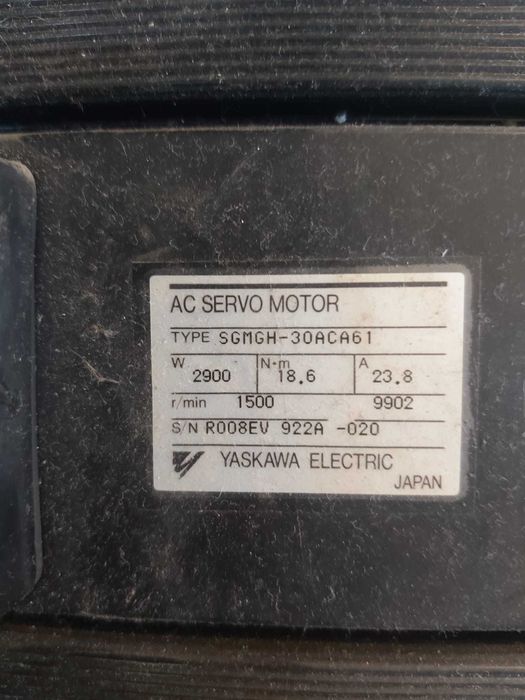 AC SERVO MOTOR
TYPE SGMGH-30ACA61
W 2900 N·m 18.6 A 23.8
r/min 1500 9902
S/N R008EV 922A -020
YASKAWA ELECTRIC
JAPAN